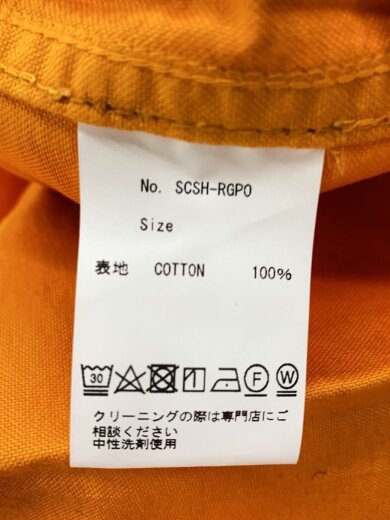 No. SCSH-RGPO
Size
表地 COTTON 100%
30 F W
クリーニングの際は専門店にご
相談ください
中性洗剤使用